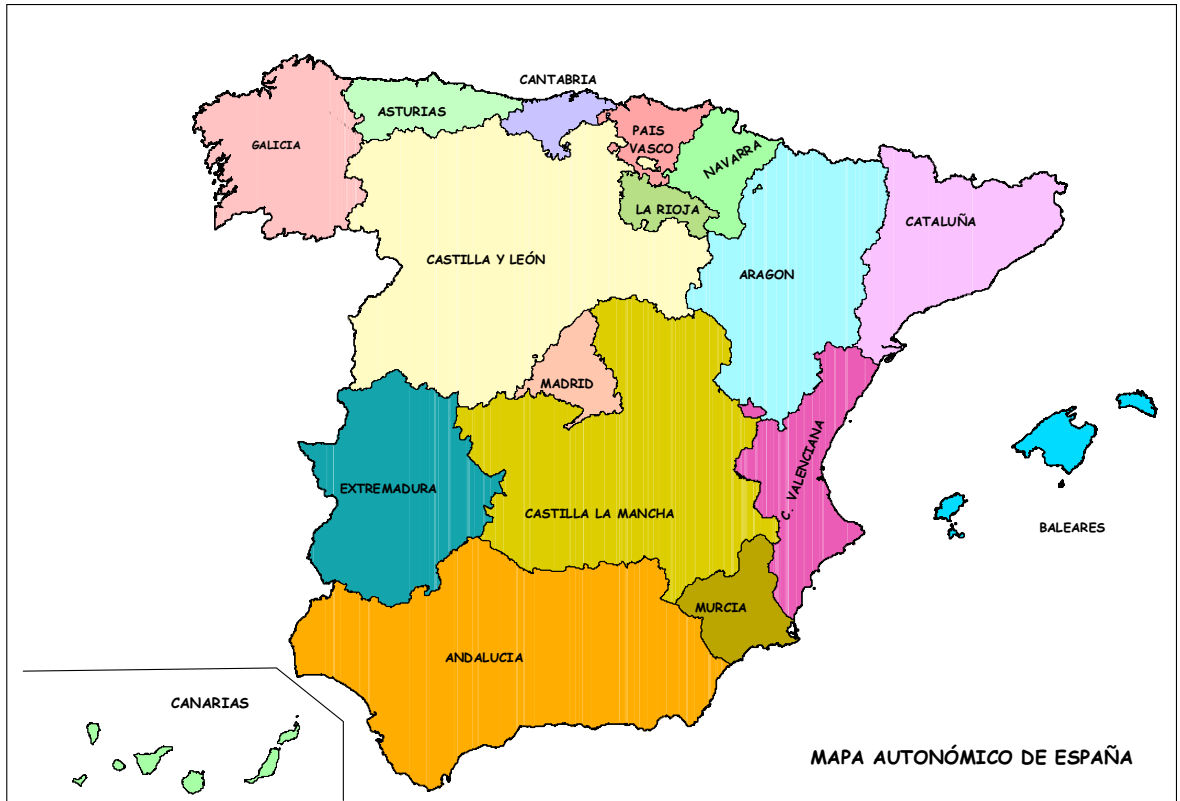 CANTABRIA
ASTURIAS
PAIS
VASCO
GALICIA
NAVARRA
LA RIOJA
CATALUÑA
CASTILLA Y LEÓN
ARAGON
MADRID
C. VALENCIANA
EXTREMADURA
CASTILLA LA MANCHA
BALEARES
MURCIA
ANDALUCIA
CANARIAS
MAPA AUTONÓMICO DE ESPAÑA